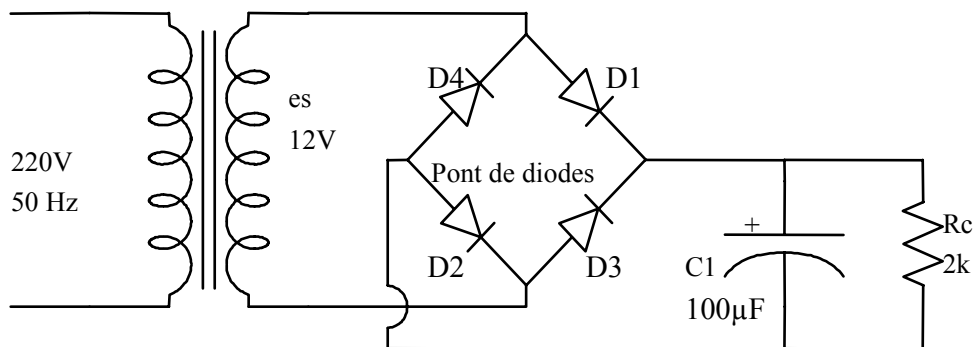 220V
50 Hz
es
12V
D4
D1
Pont de diodes
D2
D3
+
C1
100µF
Rc
2k